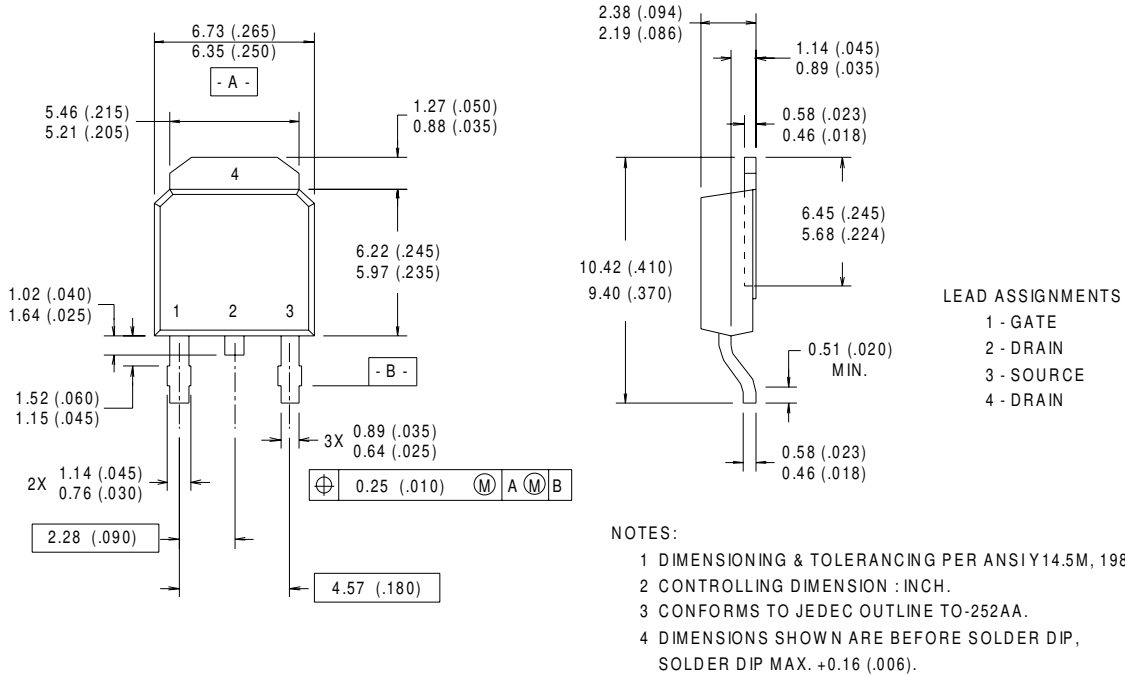 6.73 (.265)
6.35 (.250)
- A -
5.46 (.215)
5.21 (.205)
1.27 (.050)
0.88 (.035)
4
6.22 (.245)
5.97 (.235)
1.02 (.040)
1.64 (.025)
1 2 3
1.52 (.060)
1.15 (.045)
- B -
3X 0.89 (.035)
0.64 (.025)
2X 1.14 (.045)
0.76 (.030)
0.25 (.010) M A M B
2.28 (.090)
4.57 (.180)
2.38 (.094)
2.19 (.086)
1.14 (.045)
0.89 (.035)
0.58 (.023)
0.46 (.018)
6.45 (.245)
5.68 (.224)
10.42 (.410)
9.40 (.370)
0.51 (.020)
MIN.
0.58 (.023)
0.46 (.018)
LEAD ASSIGNMENTS
1 - GATE
2 - DRAIN
3 - SOURCE
4 - DRAIN
NOTES:
1 DIMENSIONING & TOLERANCING PER ANSI Y14.5M, 198
2 CONTROLLING DIMENSION : INCH.
3 CONFORMS TO JEDEC OUTLINE TO-252AA.
4 DIMENSIONS SHOWN ARE BEFORE SOLDER DIP,
SOLDER DIP MAX. +0.16 (.006).